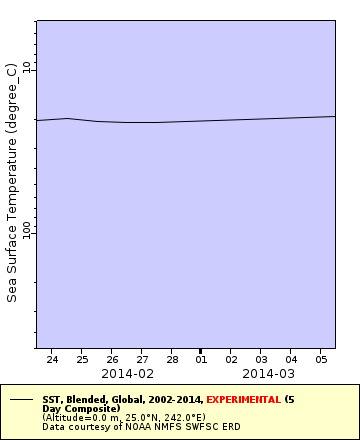 Sea Surface Temperature (degree_C)
10
100
24 25 26 27 28 01 02 03 04 05
2014-02 2014-03
SST, Blended, Global, 2002-2014, EXPERIMENTAL (5
Day Composite)
(Altitude=0.0 m, 25.0°N, 242.0°E)
Data courtesy of NOAA NMFS SWFSC ERD